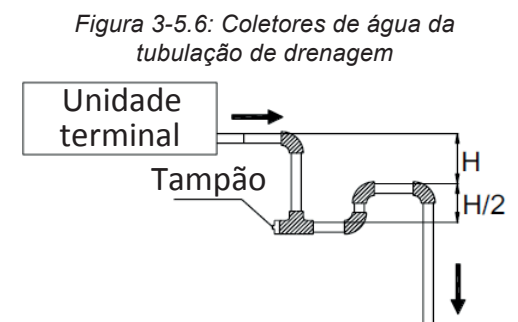 Figura 3-5.6: Coletores de água da
tubulação de drenagem
Unidade
terminal
H
Tampão
H/2